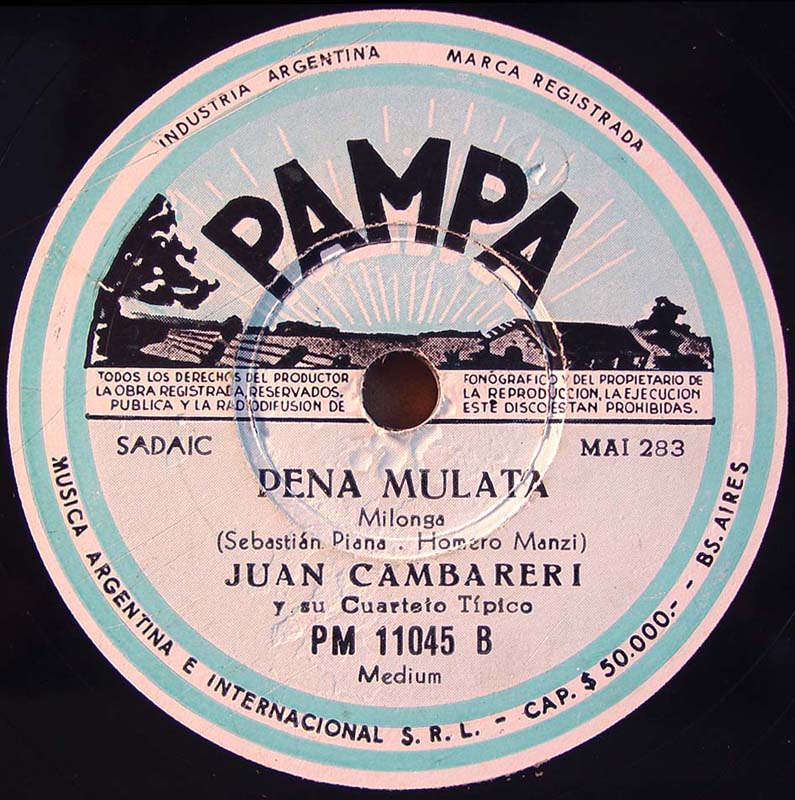 INDUSTRIA ARGENTINA MARCA REGISTRADA
PAMPA
TODOS LOS DERECHOS DEL PRODUCTOR FONÓGRAFICO Y DEL PROPIETARIO DE
LA OBRA REGISTRADA, RESERVADOS. LA REPRODUCCION, LA EJECUCION
PUBLICA Y LA RADIODIFUSION DE ESTE DISCO ESTAN PROHIBIDAS.
SADAIC MAI 283
PENA MULATA
Milonga
(Sebastián Piana . Homero Manzi)
JUAN CAMBARERI
y su Cuarteto Típico
PM 11045 B
Medium
MUSICA ARGENTINA E INTERNACIONAL S. R. L. - CAP. $ 50.000.- - BS. AIRES